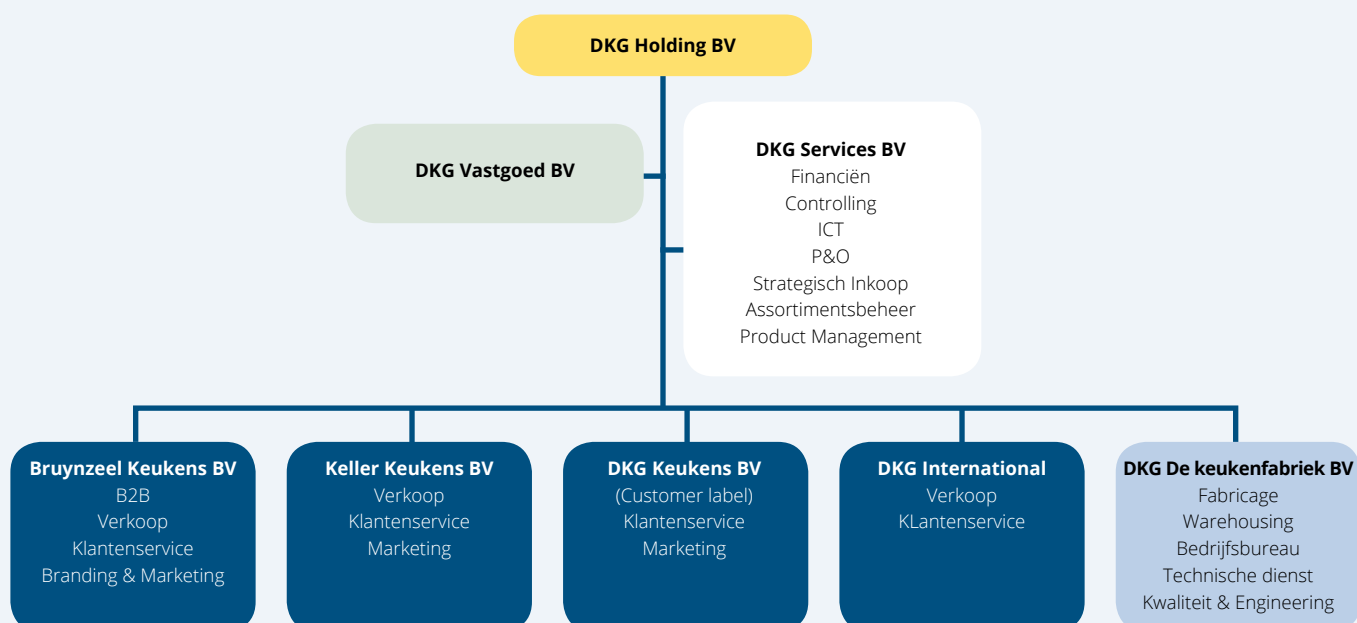 DKG Holding BV
DKG Vastgoed BV
DKG Services BV
Financiën
Controlling
ICT
P&O
Strategisch Inkoop
Assortimentsbeheer
Product Management
Bruynzeel Keukens BV
B2B
Verkoop
Klantenservice
Branding & Marketing
Keller Keukens BV
Verkoop
Klantenservice
Marketing
DKG Keukens BV
(Customer label)
Klantenservice
Marketing
DKG International
Verkoop
KLantenservice
DKG De keukenfabriek BV
Fabricage
Warehousing
Bedrijfsbureau
Technische dienst
Kwaliteit & Engineering